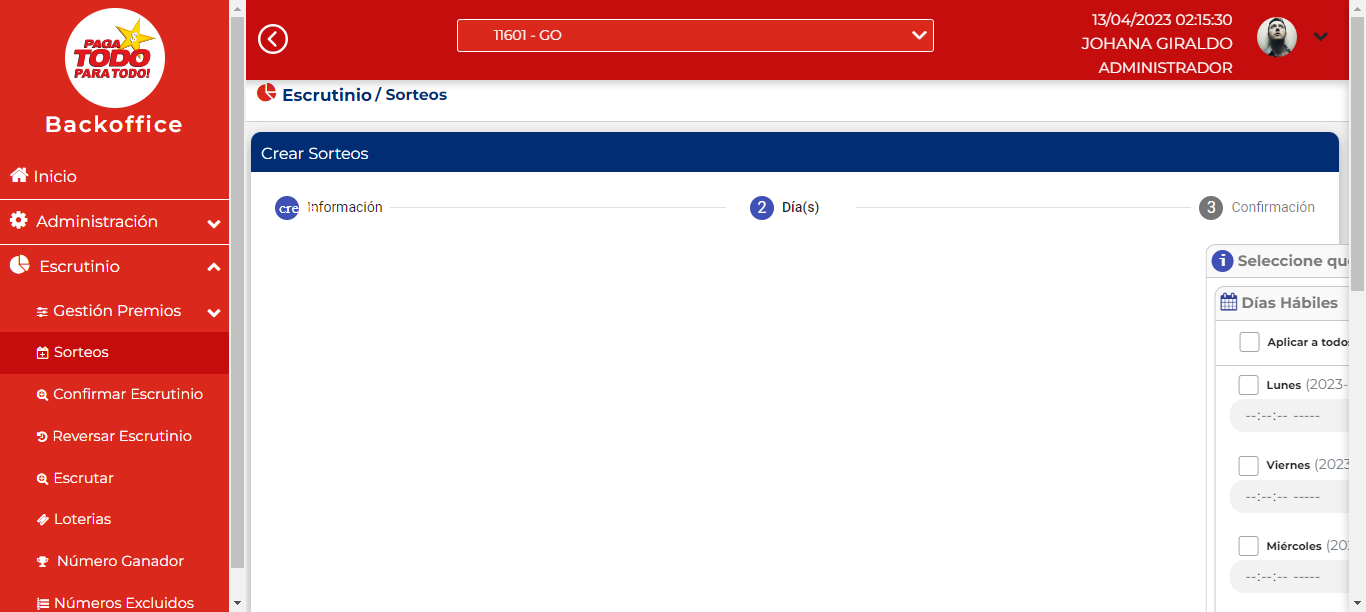 PAGA
TODO
PARA TODO!
Backoffice
Inicio
Administración
Escrutinio
Gestión Premios
Sorteos
Confirmar Escrutinio
Reversar Escrutinio
Escrutar
Loterias
Número Ganador
Números Excluidos
11601 - GO
13/04/2023 02:15:30
JOHANA GIRALDO
ADMINISTRADOR
Escrutinio / Sorteos
Crear Sorteos
cre Información
2 Día(s)
3 Confirmación
i Seleccione qu
Días Hábiles
Aplicar a todos
Lunes (2023-
--:--:-- -----
Viernes (2023
--:--:-- -----
Miércoles (202
--:--:-- -----